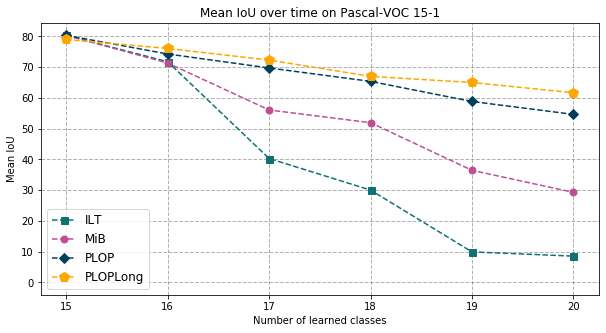 Mean IoU over time on Pascal-VOC 15-1
Mean IoU
80
70
60
50
40
30
20
10
0
ILT
MiB
PLOP
PLOPLong
15 16 17 18 19 20
Number of learned classes